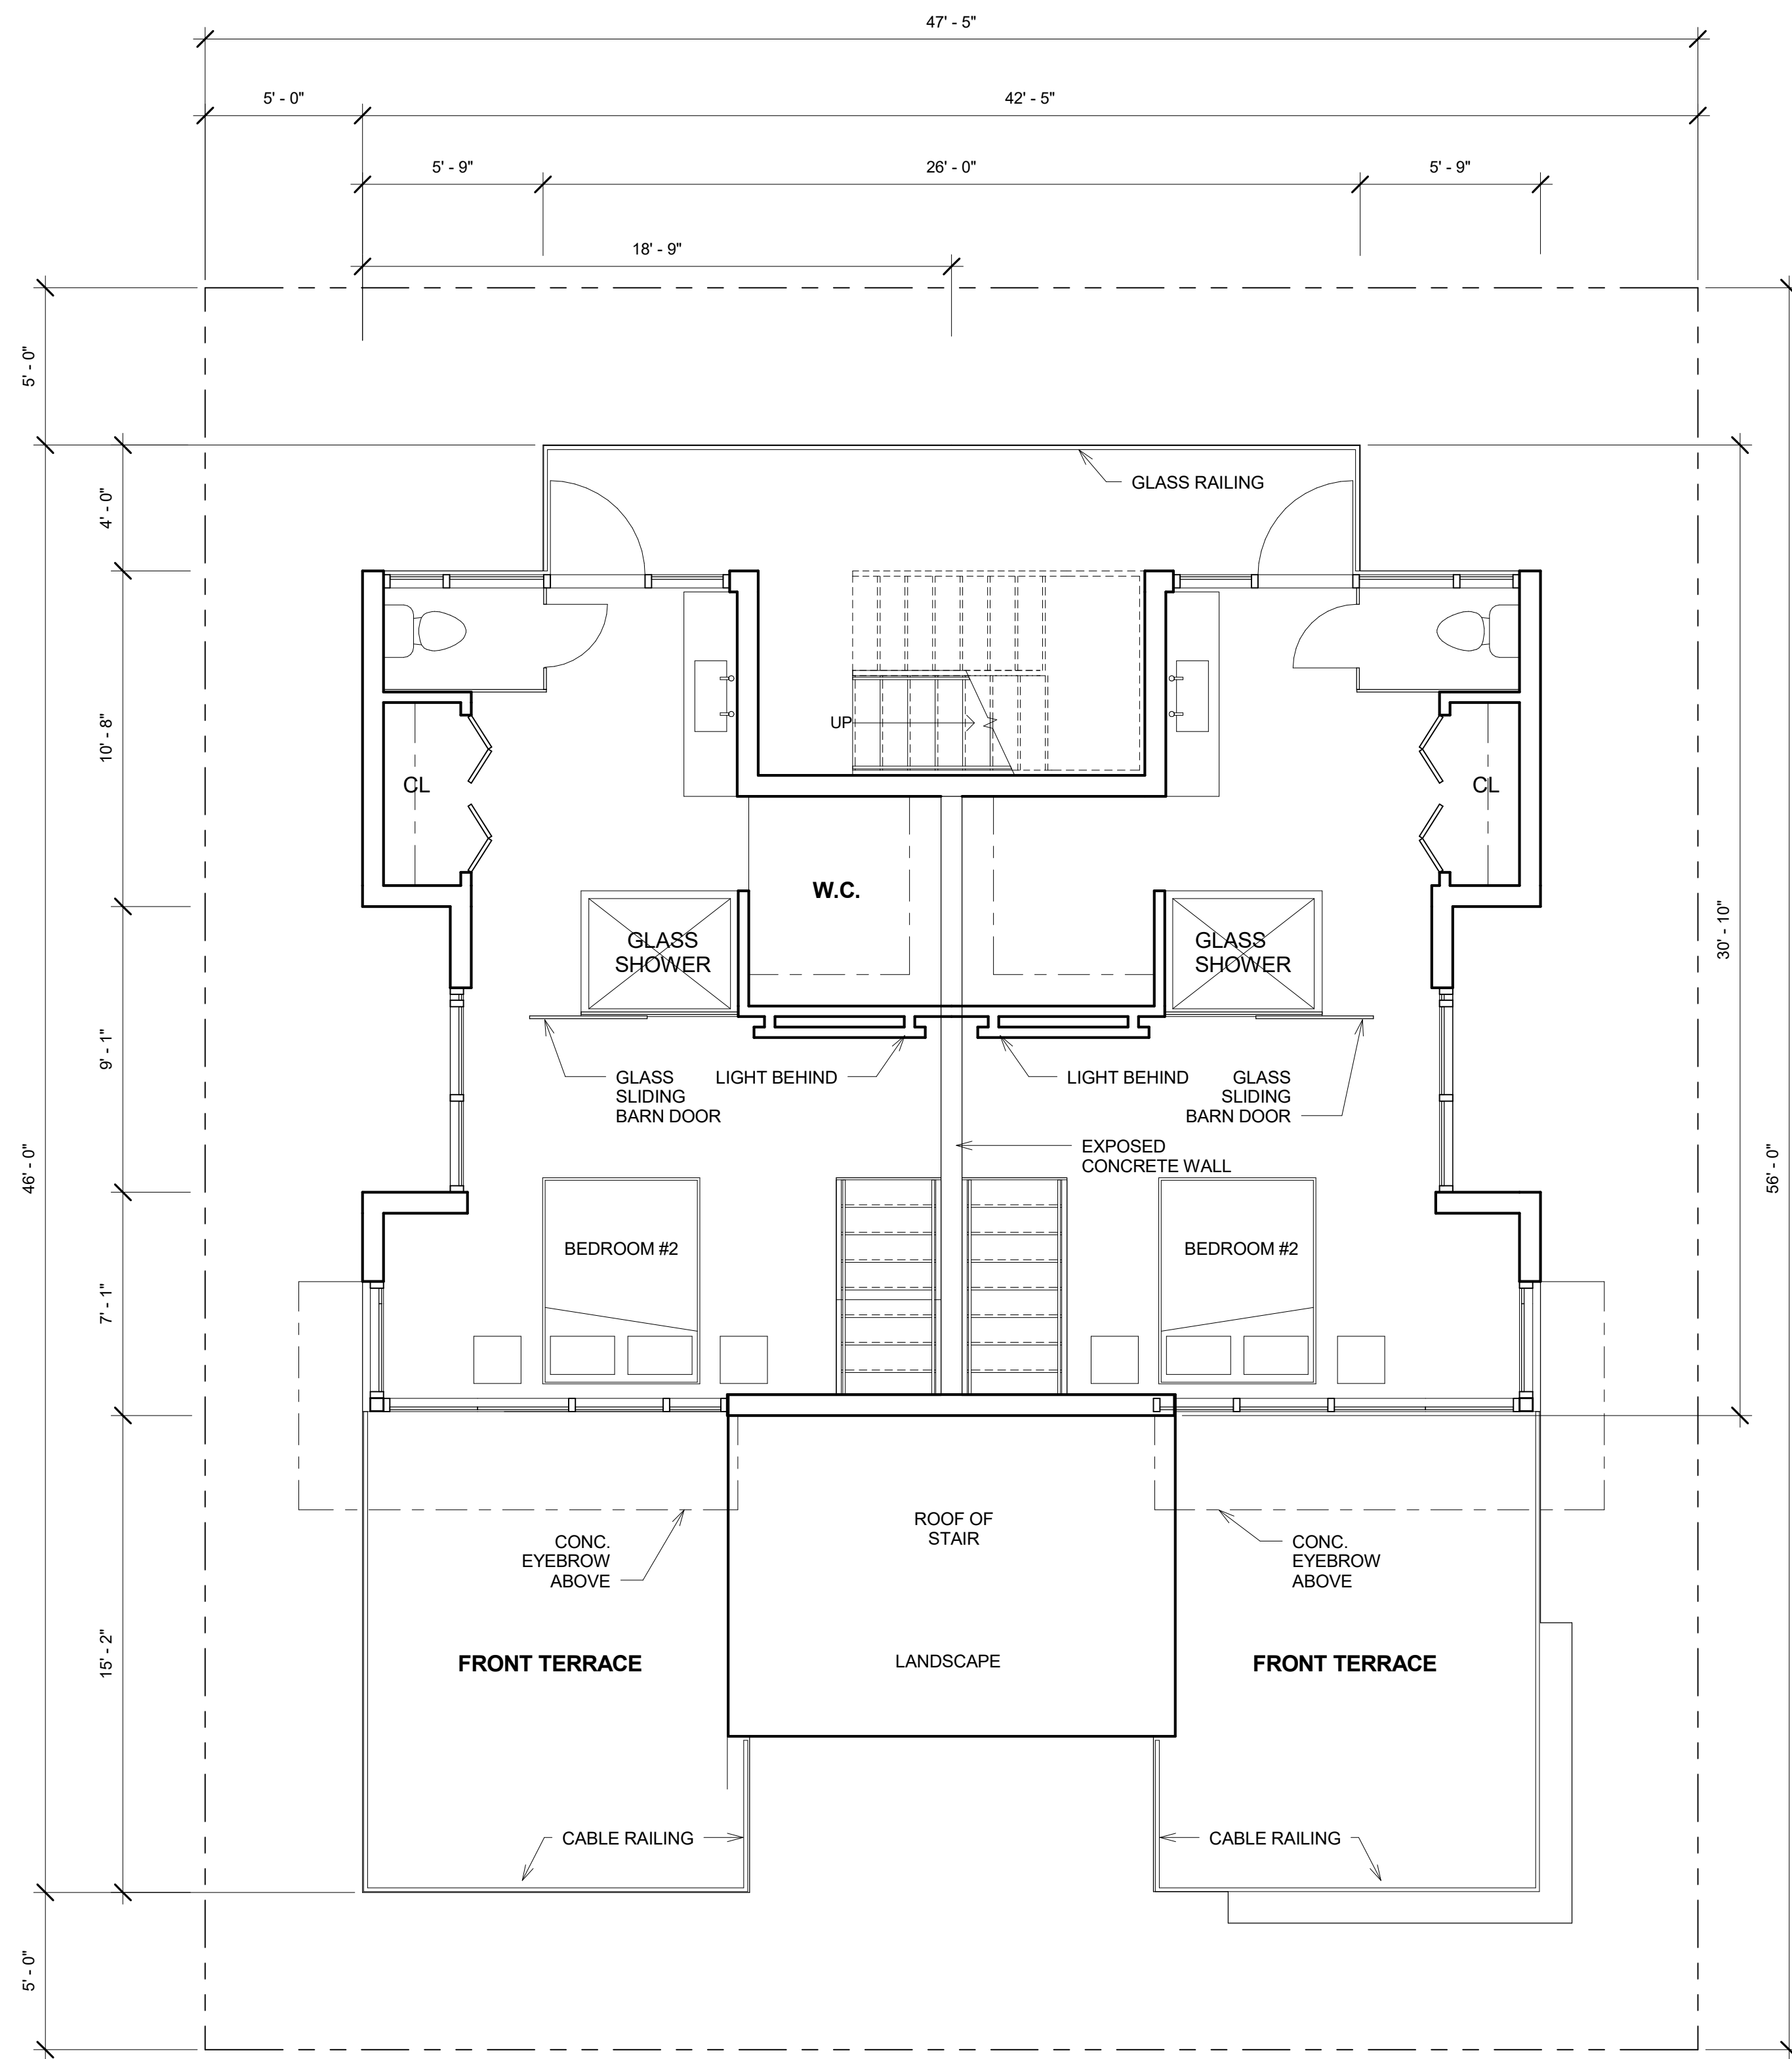 47' - 5"
5' - 0"
42' - 5"
5' - 9"
26' - 0"
5' - 9"
18' - 9"
5' - 0"
4' - 0"
GLASS RAILING
10' - 8"
UP
CL
CL
W.C.
30' - 10"
GLASS
SHOWER
GLASS
SHOWER
9' - 1"
GLASS
SLIDING
BARN DOOR
LIGHT BEHIND
LIGHT BEHIND
GLASS
SLIDING
BARN DOOR
EXPOSED
CONCRETE WALL
46' - 0"
56' - 0"
BEDROOM #2
BEDROOM #2
7' - 1"
ROOF OF
STAIR
CONC.
EYEBROW
ABOVE
CONC.
EYEBROW
ABOVE
15' - 2"
FRONT TERRACE
LANDSCAPE
FRONT TERRACE
CABLE RAILING
CABLE RAILING
5' - 0"